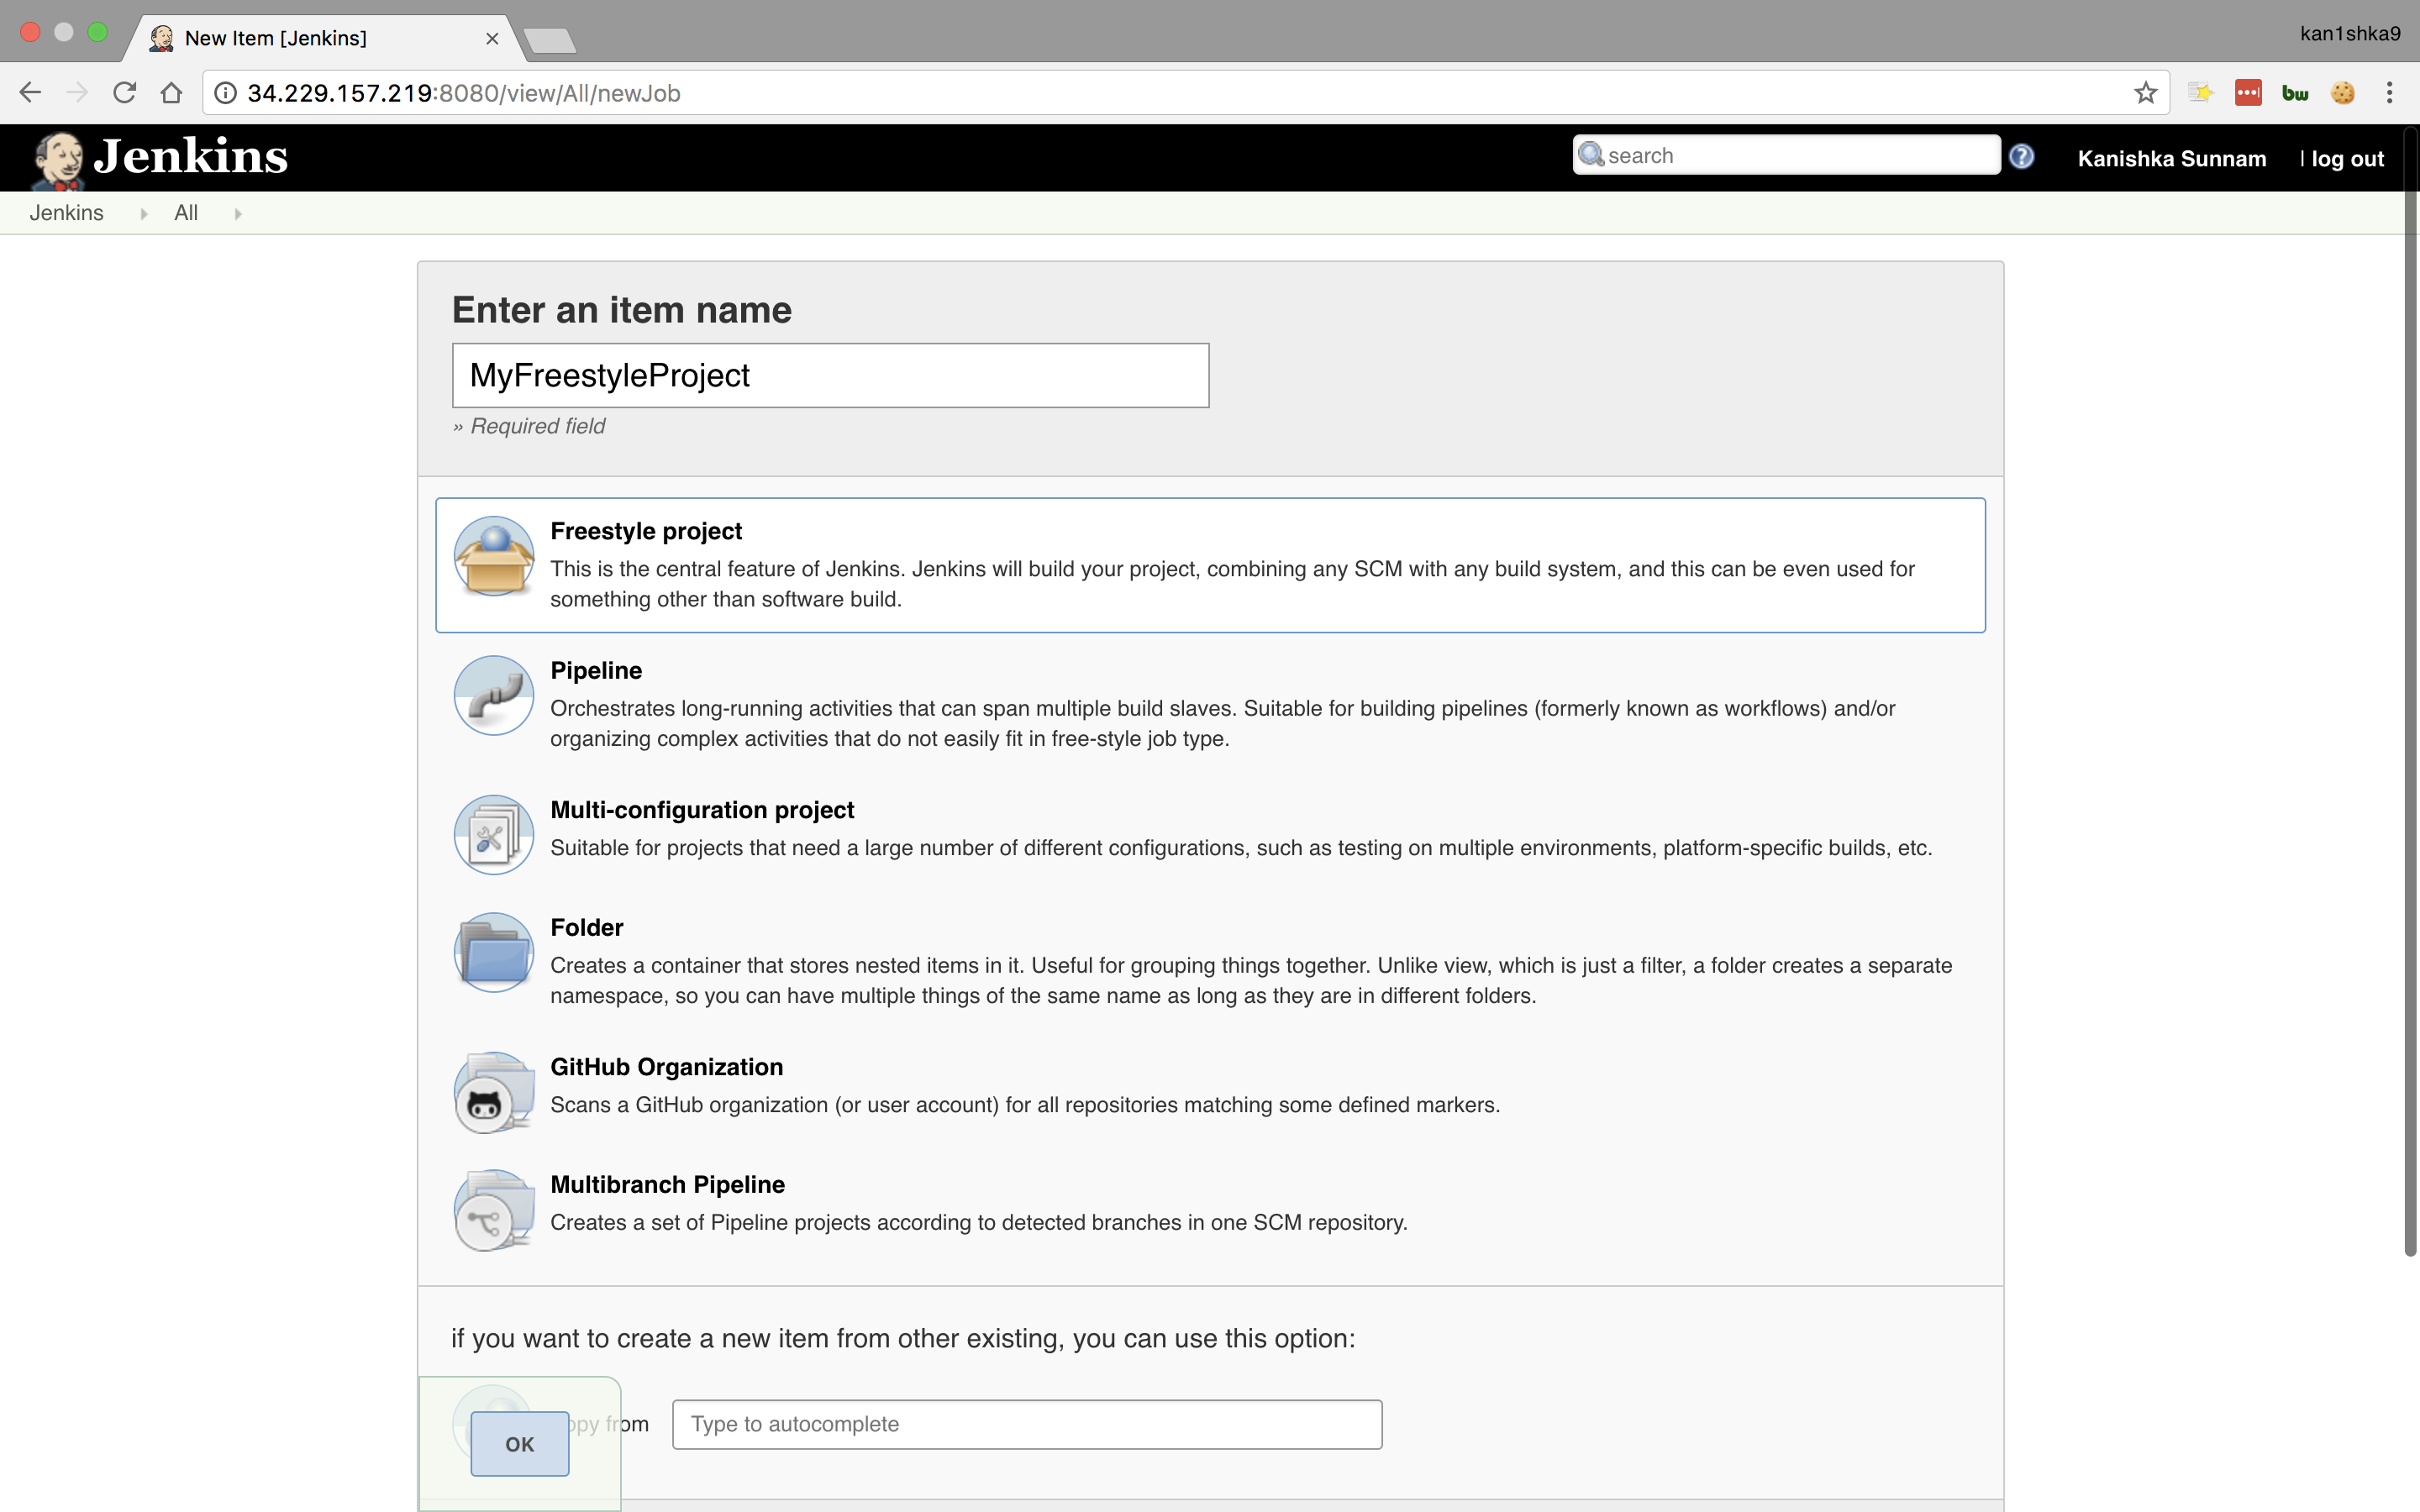 New Item [Jenkins]
kan1shka9
34.229.157.219:8080/view/All/newJob
bw
Jenkins
search
Kanishka Sunnam
| log out
Jenkins
All
Enter an item name
MyFreestyleProject
» Required field
Freestyle project
This is the central feature of Jenkins. Jenkins will build your project, combining any SCM with any build system, and this can be even used for
something other than software build.
Pipeline
Orchestrates long-running activities that can span multiple build slaves. Suitable for building pipelines (formerly known as workflows) and/or
organizing complex activities that do not easily fit in free-style job type.
Multi-configuration project
Suitable for projects that need a large number of different configurations, such as testing on multiple environments, platform-specific builds, etc.
Folder
Creates a container that stores nested items in it. Useful for grouping things together. Unlike view, which is just a filter, a folder creates a separate
namespace, so you can have multiple things of the same name as long as they are in different folders.
GitHub Organization
Scans a GitHub organization (or user account) for all repositories matching some defined markers.
Multibranch Pipeline
Creates a set of Pipeline projects according to detected branches in one SCM repository.
if you want to create a new item from other existing, you can use this option:
opy from
Type to autocomplete
OK